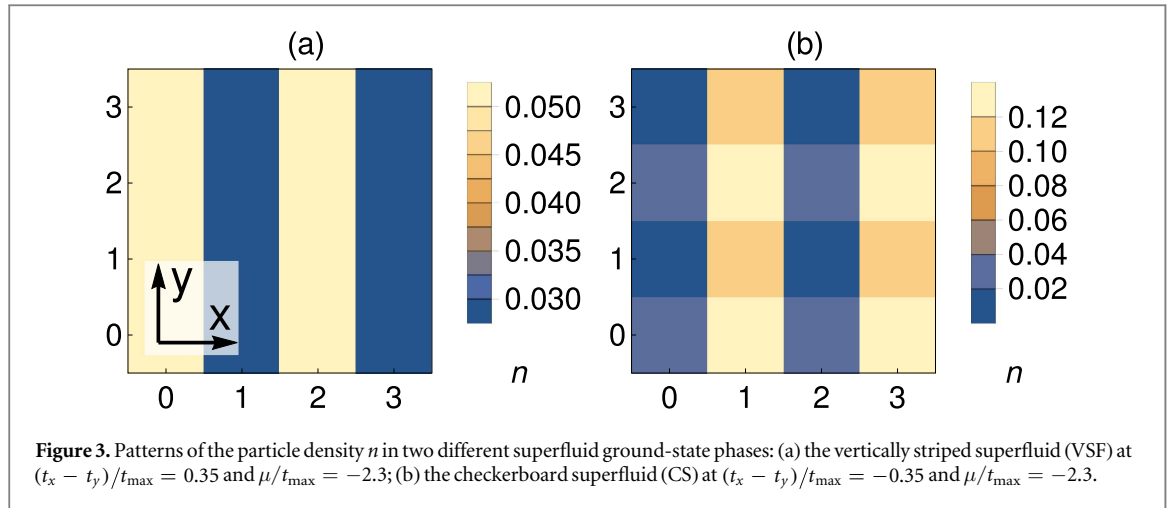 (a) (b)
3 0.050 3 0.12
2 0.045 2 0.10
0.040 0.08
1 0.035 1 0.06
y 0.04
x 0.030 0.02
0 0
n n
0 1 2 3 0 1 2 3
Figure 3. Patterns of the particle density n in two different superfluid ground-state phases: (a) the vertically striped superfluid (VSF) at
(tx − ty)/tmax = 0.35 and μ/tmax = −2.3; (b) the checkerboard superfluid (CS) at (tx − ty)/tmax = −0.35 and μ/tmax = −2.3.